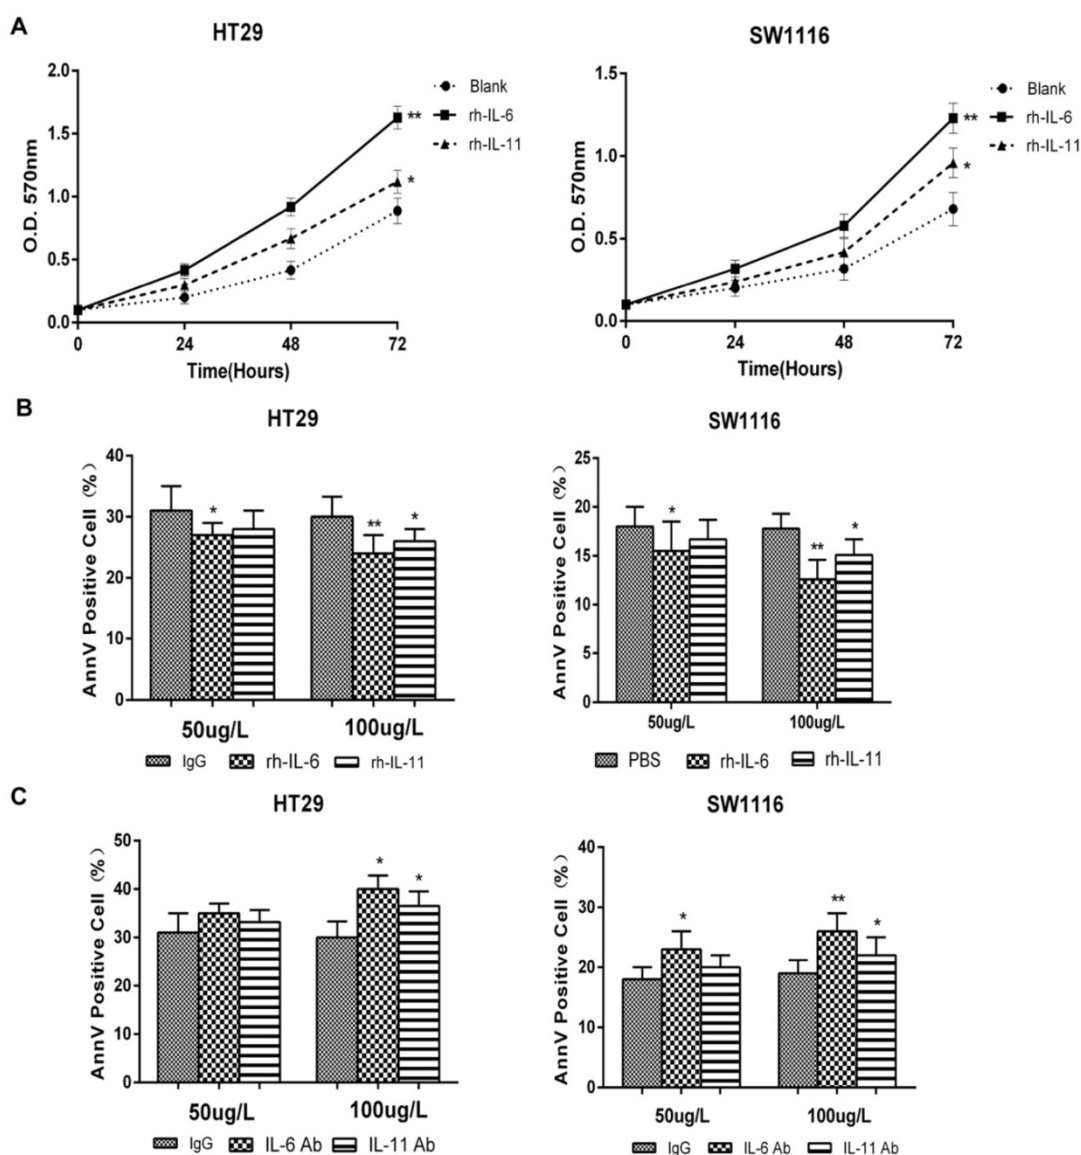 A
HT29
2.0
1.5
1.0
0.5
0.0
O.D. 570nm
0 24 48 72
Time(Hours)
Blank
rh-IL-6
rh-IL-11
**
*
SW1116
1.5
1.0
0.5
0.0
O.D. 570nm
0 24 48 72
Time(Hours)
Blank
rh-IL-6
rh-IL-11
**
*
B
HT29
40
30
20
10
0
AnnV Positive Cell (%)
* ** *
50ug/L 100ug/L
IgG rh-IL-6 rh-IL-11
SW1116
25
20
15
10
5
0
AnnV Positive Cell (%)
* ** *
50ug/L 100ug/L
PBS rh-IL-6 rh-IL-11
C
HT29
50
40
30
20
10
0
AnnV Positive Cell (%)
* *
50ug/L 100ug/L
IgG IL-6 Ab IL-11 Ab
SW1116
40
30
20
10
0
AnnV Positive Cell (%)
* ** *
50ug/L 100ug/L
IgG IL-6 Ab IL-11 Ab